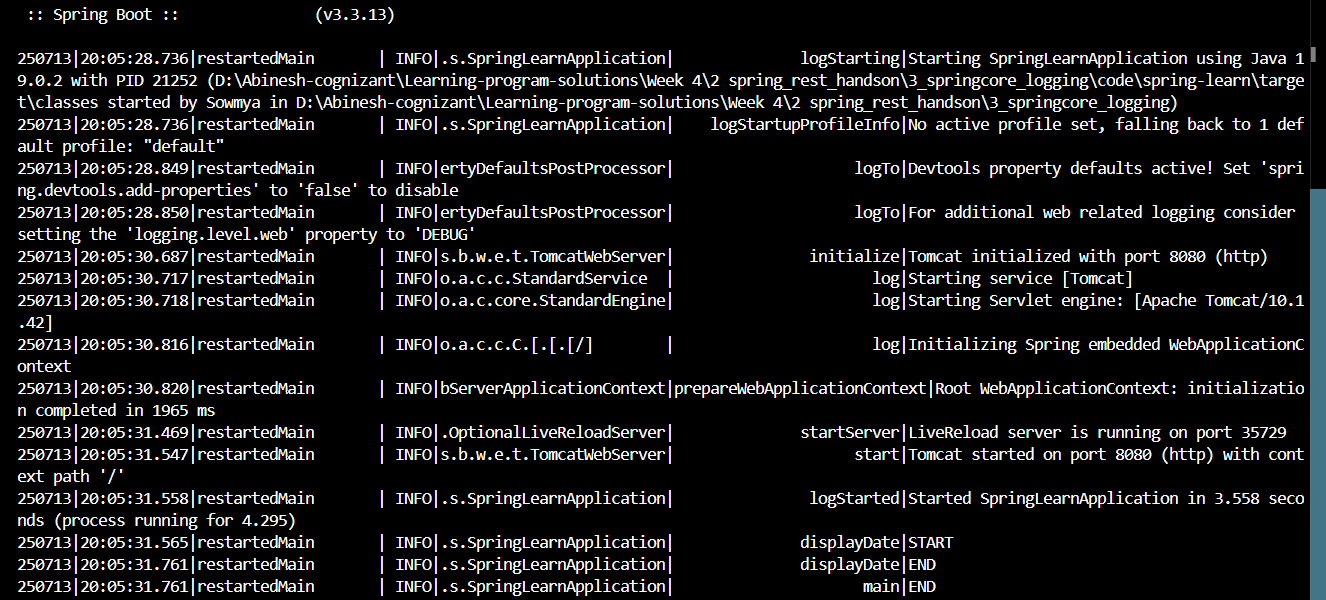 :: Spring Boot ::               (v3.3.13)
250713|20:05:28.736|restartedMain       | INFO|.s.SpringLearnApplication|              logStarting|Starting SpringLearnApplication using Java 1
9.0.2 with PID 21252 (D:\Abinesh-cognizant\Learning-program-solutions\Week 4\2 spring_rest_handson\3_springcore_logging\code\spring-learn\targe
t\classes started by Sowmya in D:\Abinesh-cognizant\Learning-program-solutions\Week 4\2 spring_rest_handson\3_springcore_logging)
250713|20:05:28.736|restartedMain       | INFO|.s.SpringLearnApplication|    logStartupProfileInfo|No active profile set, falling back to 1 def
ault profile: "default"
250713|20:05:28.849|restartedMain       | INFO|ertyDefaultsPostProcessor|                    logTo|Devtools property defaults active! Set 'spri
ng.devtools.add-properties' to 'false' to disable
250713|20:05:28.850|restartedMain       | INFO|ertyDefaultsPostProcessor|                    logTo|For additional web related logging consider
setting the 'logging.level.web' property to 'DEBUG'
250713|20:05:30.687|restartedMain       | INFO|s.b.w.e.t.TomcatWebServer|               initialize|Tomcat initialized with port 8080 (http)
250713|20:05:30.717|restartedMain       | INFO|o.a.c.c.StandardService  |                      log|Starting service [Tomcat]
250713|20:05:30.718|restartedMain       | INFO|o.a.c.core.StandardEngine|                      log|Starting Servlet engine: [Apache Tomcat/10.1
.42]
250713|20:05:30.816|restartedMain       | INFO|o.a.c.c.C.[.[.[/]        |                      log|Initializing Spring embedded WebApplicationC
ontext
250713|20:05:30.820|restartedMain       | INFO|bServerApplicationContext|prepareWebApplicationContext|Root WebApplicationContext: initializatio
n completed in 1965 ms
250713|20:05:31.469|restartedMain       | INFO|.OptionalLiveReloadServer|              startServer|LiveReload server is running on port 35729
250713|20:05:31.547|restartedMain       | INFO|s.b.w.e.t.TomcatWebServer|                    start|Tomcat started on port 8080 (http) with cont
ext path '/'
250713|20:05:31.558|restartedMain       | INFO|.s.SpringLearnApplication|               logStarted|Started SpringLearnApplication in 3.558 seco
nds (process running for 4.295)
250713|20:05:31.565|restartedMain       | INFO|.s.SpringLearnApplication|              displayDate|START
250713|20:05:31.761|restartedMain       | INFO|.s.SpringLearnApplication|              displayDate|END
250713|20:05:31.761|restartedMain       | INFO|.s.SpringLearnApplication|                     main|END